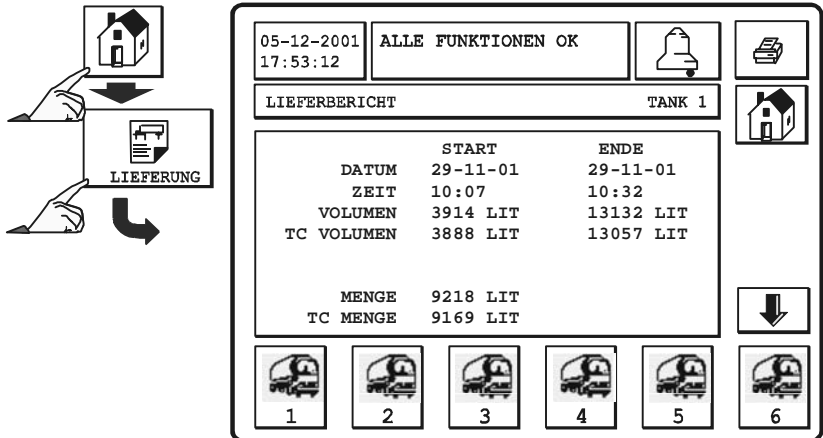 LIEFERUNG
05-12-2001
17:53:12
ALLE FUNKTIONEN OK
LIEFERBERICHT TANK 1
START ENDE
DATUM 29-11-01 29-11-01
ZEIT 10:07 10:32
VOLUMEN 3914 LIT 13132 LIT
TC VOLUMEN 3888 LIT 13057 LIT
MENGE 9218 LIT
TC MENGE 9169 LIT
1 2 3 4 5 6